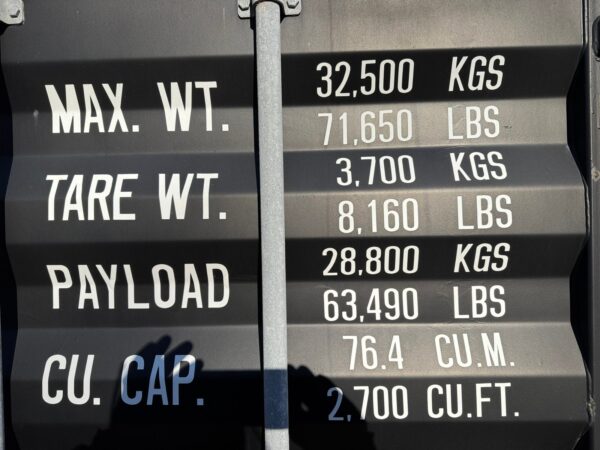 MAX. WT. 32,500 KGS
71,650 LBS
TARE WT. 3,700 KGS
8,160 LBS
PAYLOAD 28,800 KGS
63,490 LBS
CU. CAP. 76.4 CU.M.
2,700 CU.FT.